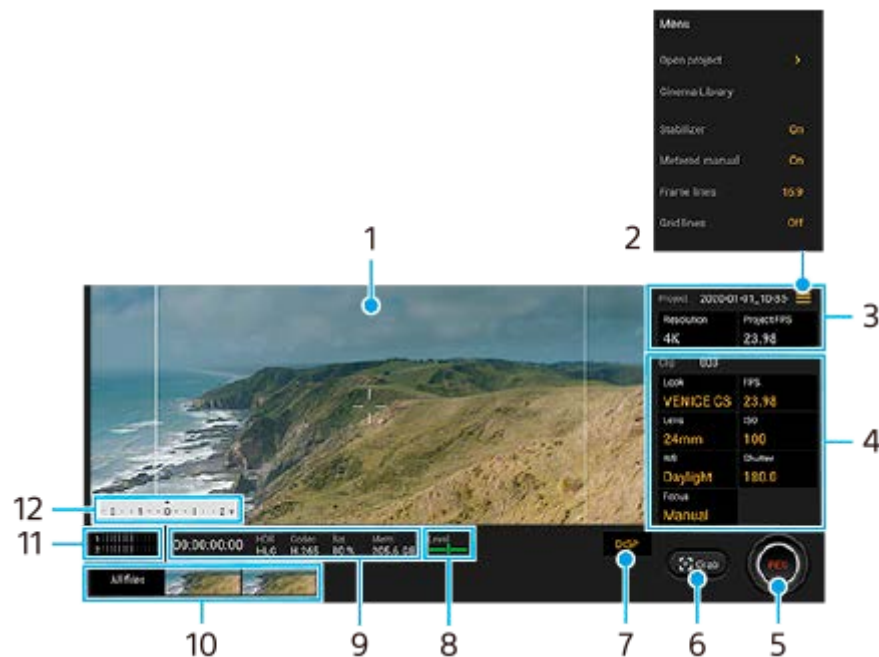 Menu
Open project >
Cinema Library
Stabilizer On
Metered manual On
Frame lines 16:9
Grid lines Off
2
1
Project 2020-01-01_10-33-
Resolution Project FPS
4K 23.98
3
Clip 003
Look FPS
VENICE CS 23.98
Lens ISO
24mm 100
WB Shutter
Daylight 180.0
Focus
Manual
4
12
11
1
2
00:00:00:00
HDR Codec Bat. Mem.
HLG H.265 80% 205.6 GB
Level
DISP
Grab
REC
All files
10
9
8
7
6
5